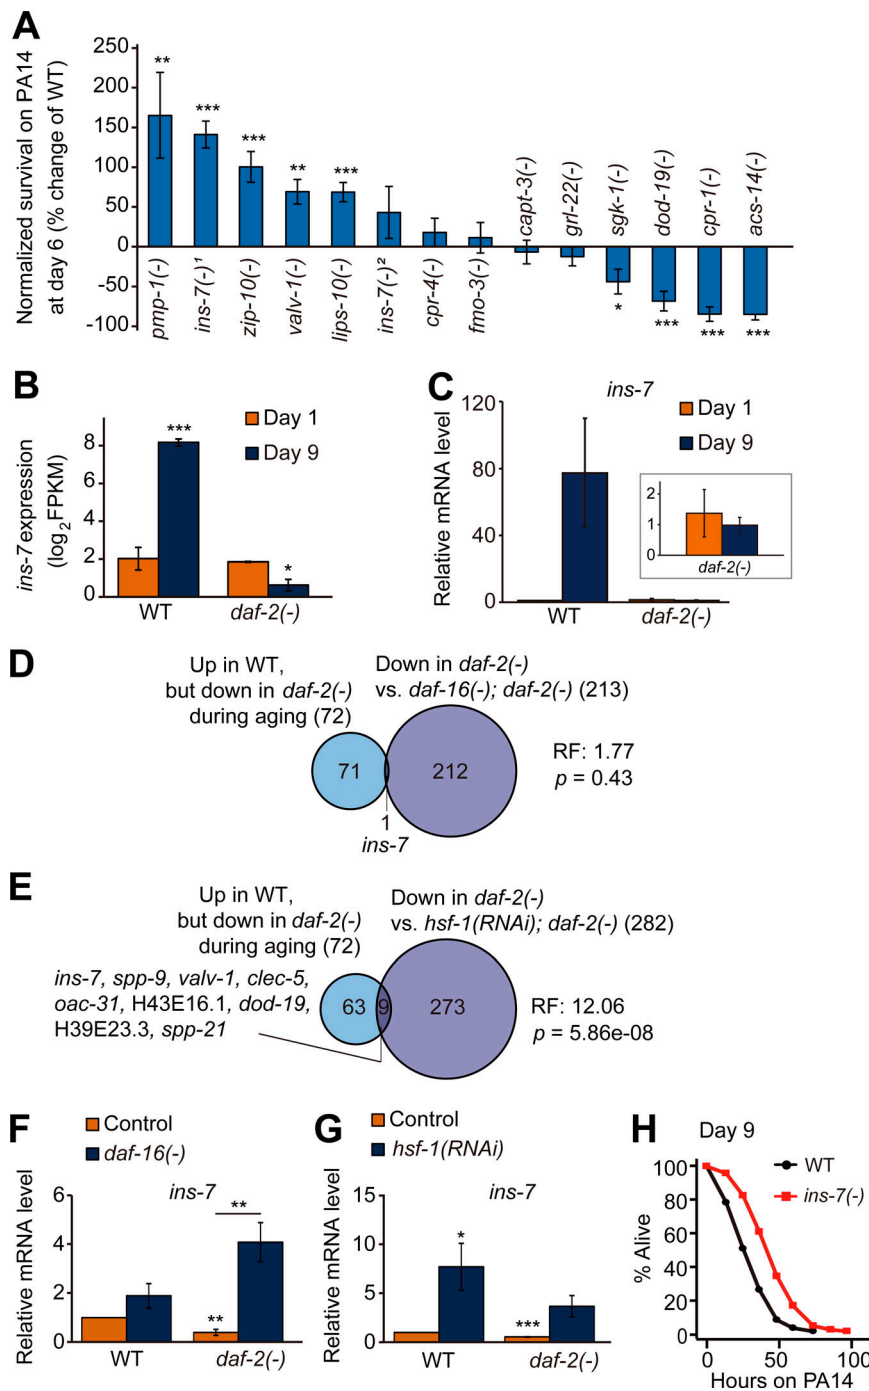 A
Normalized survival on PA14
at day 6 (% change of WT)
250
200
150
100
50
0
-50
-100
**
***
***
**
***
*
***
***
***
pmp-1(-)
ins-7(-)¹
zip-10(-)
valv-1(-)
lips-10(-)
ins-7(-)²
cpr-4(-)
fmo-3(-)
capt-3(-)
grl-22(-)
sgk-1(-)
dod-19(-)
cpr-1(-)
acs-14(-)
B
ins-7 expression
(log2FPKM)
8
6
4
2
0
***
*
Day 1
Day 9
WT
daf-2(-)
C
ins-7
Relative mRNA level
120
80
40
0
Day 1
Day 9
2
1
0
daf-2(-)
WT
daf-2(-)
D
Up in WT,
but down in daf-2(-)
during aging (72)
Down in daf-2(-)
vs. daf-16(-); daf-2(-) (213)
71
212
1
ins-7
RF: 1.77
p = 0.43
E
Up in WT,
but down in daf-2(-)
during aging (72)
Down in daf-2(-)
vs. hsf-1(RNAi); daf-2(-) (282)
ins-7, spp-9, valv-1, clec-5,
oac-31, H43E16.1, dod-19,
H39E23.3, spp-21
63
9
273
RF: 12.06
p = 5.86e-08
F
Control
daf-16(-)
ins-7
Relative mRNA level
6
4
2
0
**
**
WT
daf-2(-)
G
Control
hsf-1(RNAi)
ins-7
Relative mRNA level
15
10
5
0
*
***
WT
daf-2(-)
H
Day 9
WT
ins-7(-)
% Alive
100
80
60
40
20
0
0
50
100
Hours on PA14